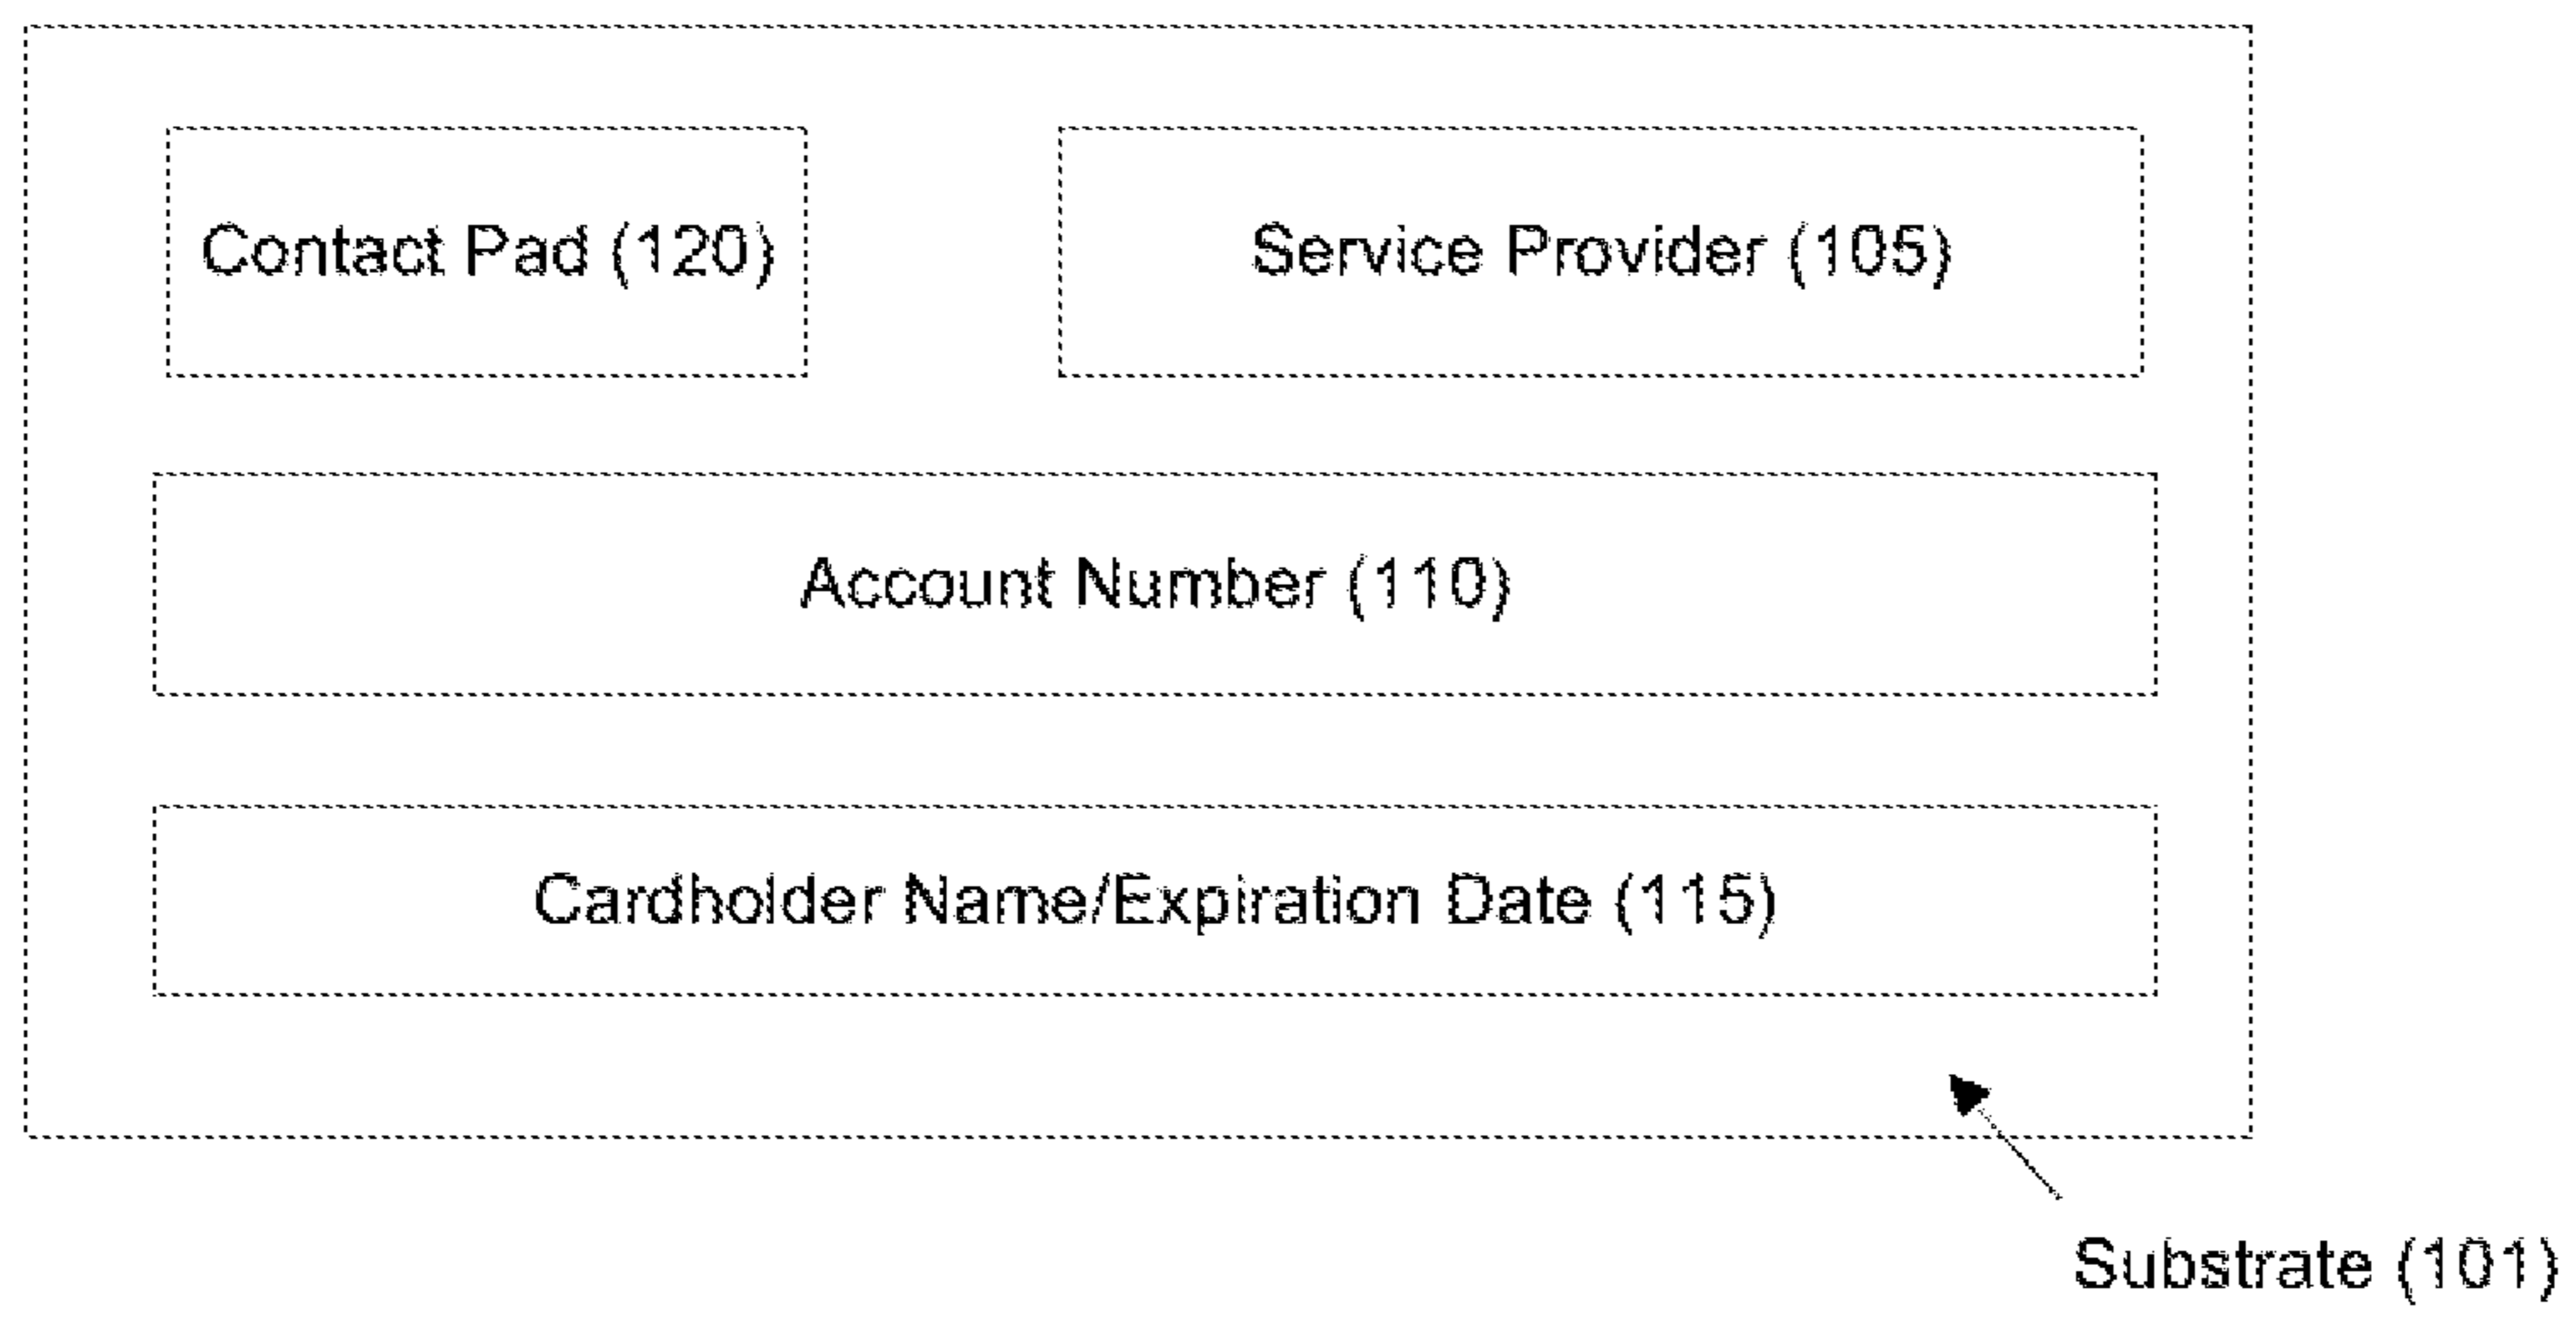 Contact Pad (120)
Service Provider (105)
Account Number (110)
Cardholder Name/Expiration Date (115)
Substrate (101)